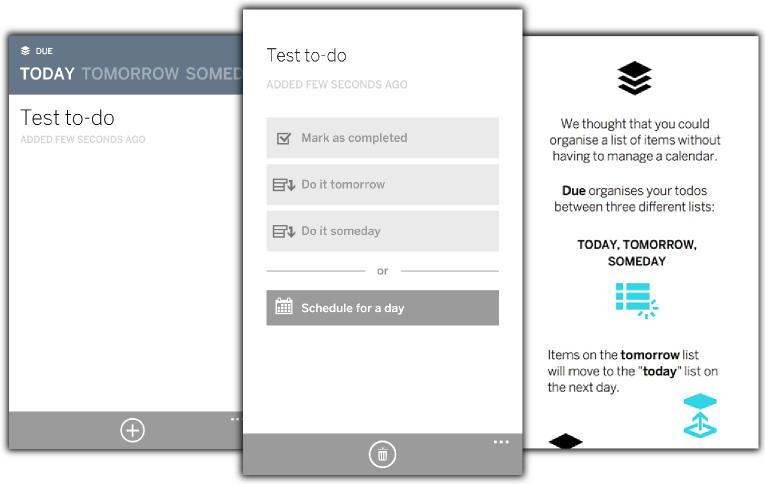 DUE
TODAY TOMORROW SOMED
Test to-do
ADDED FEW SECONDS AGO
Test to-do
ADDED FEW SECONDS AGO
Mark as completed
Do it tomorrow
Do it someday
or
Schedule for a day
We thought that you could
organise a list of items without
having to manage a calendar.
Due organises your todos
between three different lists:
TODAY, TOMORROW,
SOMEDAY
Items on the tomorrow list
will move to the "today" list on
the next day.